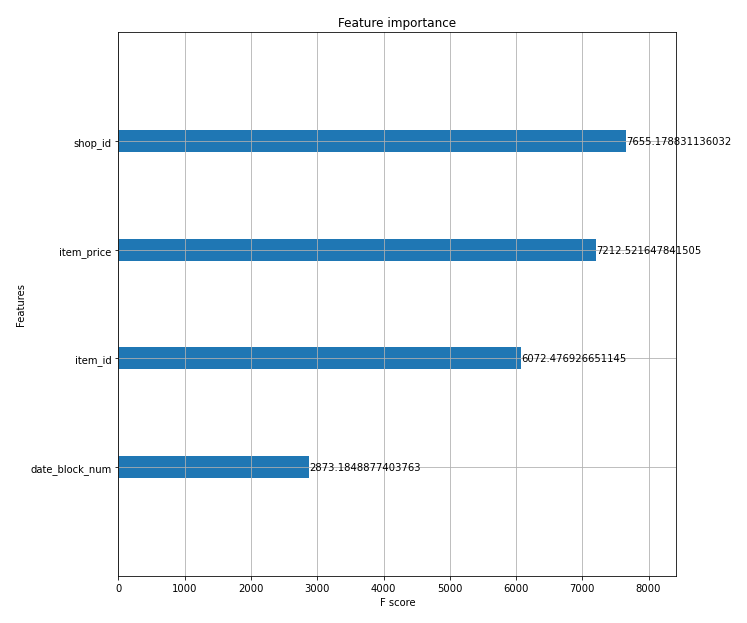 Feature importance
shop_id
7655.178831136032
item_price
7212.521647841505
Features
item_id
6072.476926651145
date_block_num
2873.1848877403763
0 1000 2000 3000 4000 5000 6000 7000 8000
F score